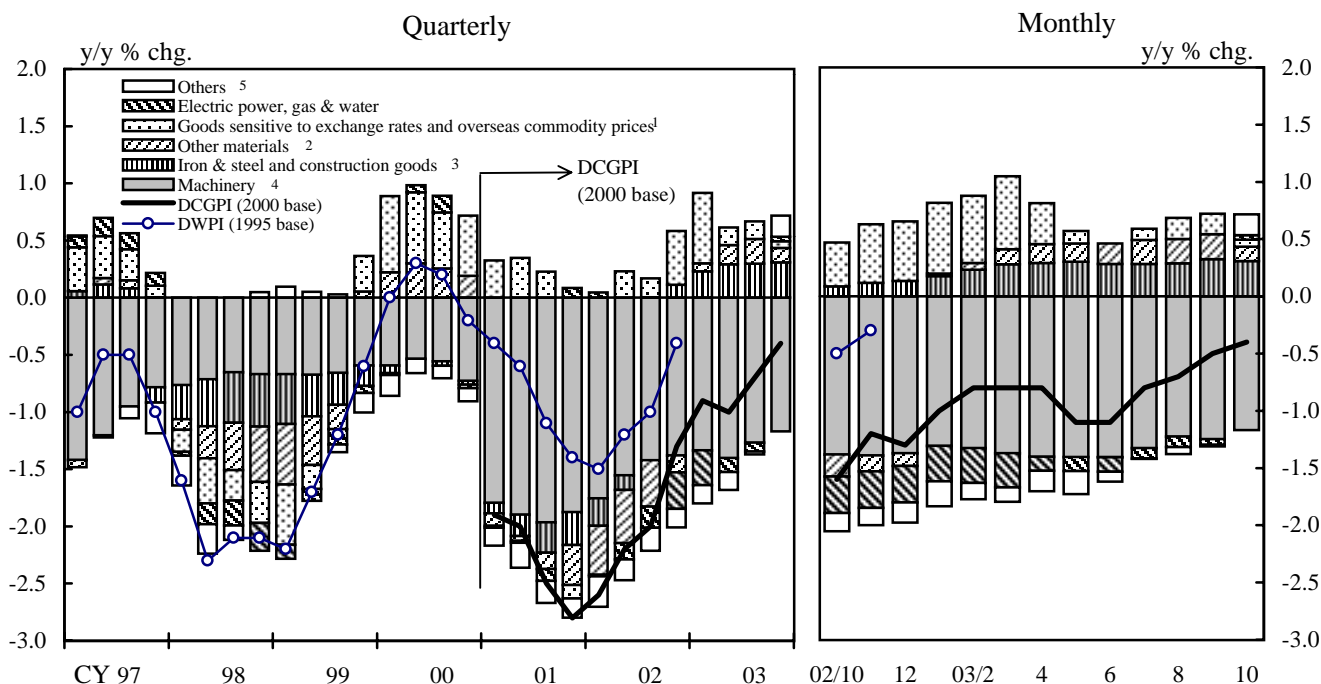 Quarterly
Monthly
y/y % chg.
y/y % chg.
2.0
1.5
1.0
0.5
0.0
-0.5
-1.0
-1.5
-2.0
-2.5
-3.0
Others 5
Electric power, gas & water
Goods sensitive to exchange rates and overseas commodity prices1
Other materials 2
Iron & steel and construction goods 3
Machinery 4
DCGPI (2000 base)
DWPI (1995 base)
DCGPI
(2000 base)
2.0
1.5
1.0
0.5
0.0
-0.5
-1.0
-1.5
-2.0
-2.5
-3.0
CY 97 98 99 00 01 02 03
02/10 12 03/2 4 6 8 10